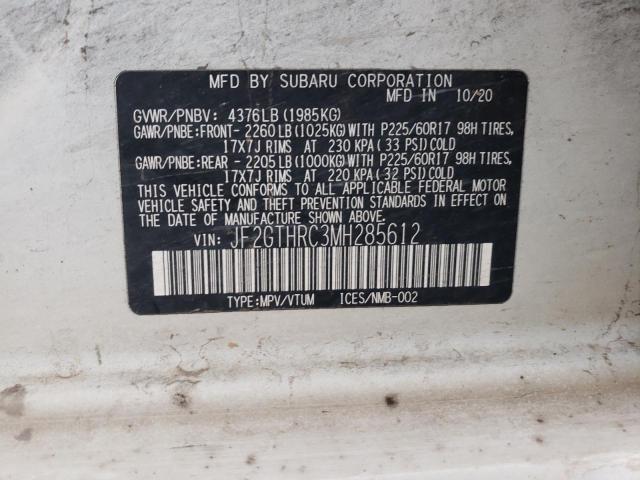 MFD BY SUBARU CORPORATION
MFD IN 10/20
GVWR/PNBV: 4376LB(1985KG)
GAWR/PNBE:FRONT- 2260LB(1025KG)WITH P225/60R17 98H TIRES,
17X7J RIMS AT 230 KPA( 33 PSI)COLD
GAWR/PNBE:REAR - 2205LB(1000KG)WITH P225/60R17 98H TIRES,
17X7J RIMS AT 220 KPA( 32 PSI)COLD
THIS VEHICLE CONFORMS TO ALL APPLICABLE FEDERAL MOTOR
VEHICLE SAFETY AND THEFT PREVENTION STANDARDS IN EFFECT
ON THE DATE OF MANUFACTURE SHOWN ABOVE.
VIN: JF2GTHRC3MH285612
TYPE:MPV/VTUM ICES/NMB-002